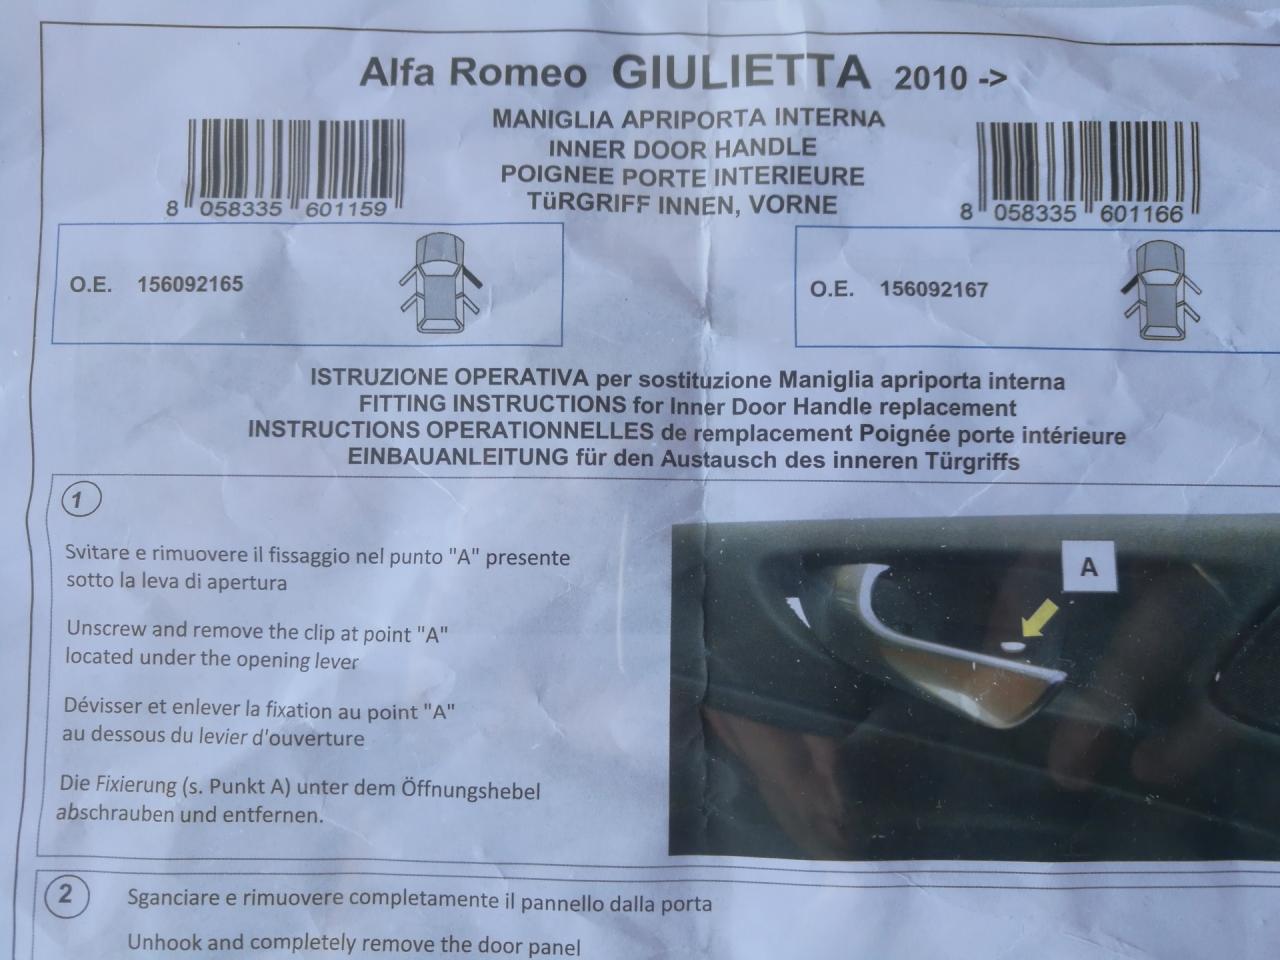 Alfa Romeo GIULIETTA 2010 ->
MANIGLIA APRIPORTA INTERNA
INNER DOOR HANDLE
POIGNEE PORTE INTERIEURE
TüRGRIFF INNEN, VORNE
8 058335 601159
8 058335 601166
O.E. 156092165
O.E. 156092167
ISTRUZIONE OPERATIVA per sostituzione Maniglia apriporta interna
FITTING INSTRUCTIONS for Inner Door Handle replacement
INSTRUCTIONS OPERATIONNELLES de remplacement Poignée porte intérieure
EINBAUANLEITUNG für den Austausch des inneren Türgriffs
1
Svitare e rimuovere il fissaggio nel punto "A" presente
sotto la leva di apertura
Unscrew and remove the clip at point "A"
located under the opening lever
Dévisser et enlever la fixation au point "A"
au dessous du levier d'ouverture
Die Fixierung (s. Punkt A) unter dem Öffnungshebel
abschrauben und entfernen.
A
2
Sganciare e rimuovere completamente il pannello dalla porta
Unhook and completely remove the door panel